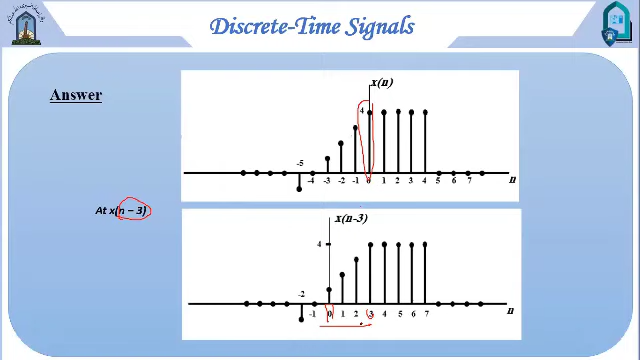 Discrete-Time Signals
Answer
x(n)
4
-5
-4 -3 -2 -1 0 1 2 3 4 5 6 7 n
At x(n – 3)
x(n-3)
4
-2
-1 0 1 2 3 4 5 6 7 n